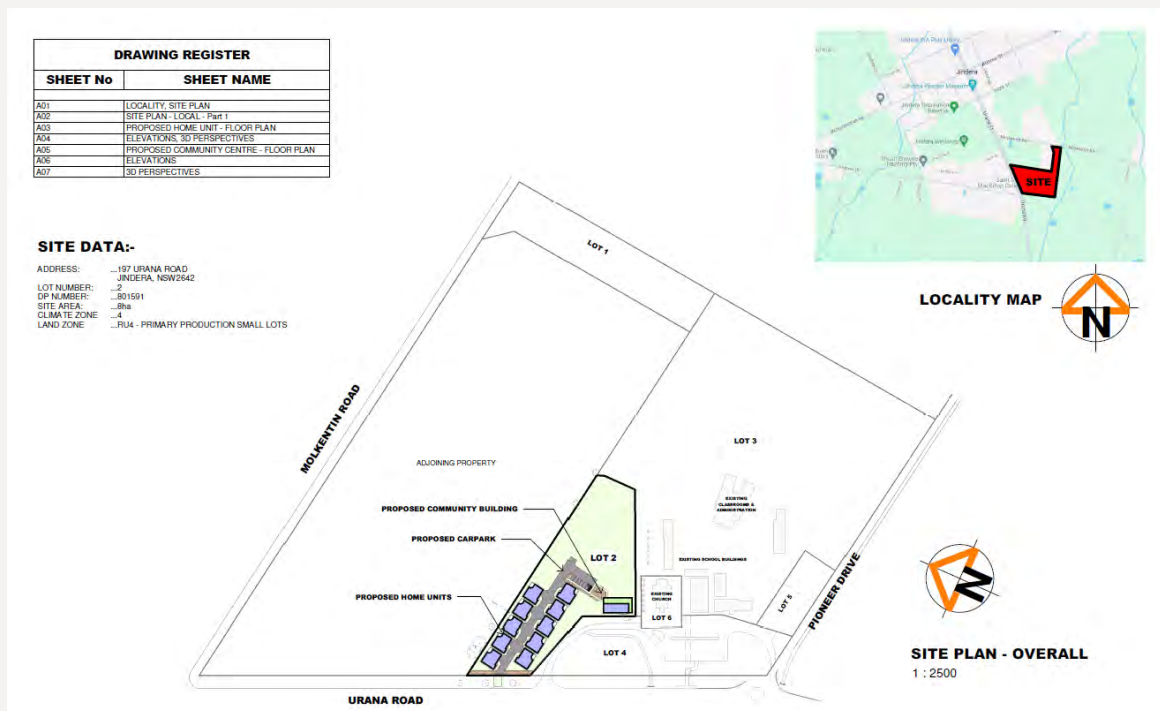 DRAWING REGISTER
SHEET No SHEET NAME
A01 LOCALITY, SITE PLAN
A02 SITE PLAN - LOCAL - Part 1
A03 PROPOSED HOME UNIT - FLOOR PLAN
A04 ELEVATIONS, 3D PERSPECTIVES
A05 PROPOSED COMMUNITY CENTRE - FLOOR PLAN
A06 ELEVATIONS
A07 3D PERSPECTIVES
SITE DATA:-
ADDRESS: ...197 URANA ROAD
JINDERA, NSW2642
LOT NUMBER: ...2
DP NUMBER: ...801591
SITE AREA: ...8ha
CLIMATE ZONE ...4
LAND ZONE ...RU4 - PRIMARY PRODUCTION SMALL LOTS
Jindera
SITE
LOCALITY MAP
N
LOT 1
MOLKENTIN ROAD
LOT 3
ADJOINING PROPERTY
EXISTING
CLASSROOMS &
ADMINISTRATION
PROPOSED COMMUNITY BUILDING
PROPOSED CARPARK
LOT 2
EXISTING SCHOOL BUILDINGS
PROPOSED HOME UNITS
EXISTING
CHURCH
LOT 6
LOT 5
PIONEER DRIVE
LOT 4
URANA ROAD
N
SITE PLAN - OVERALL
1 : 2500